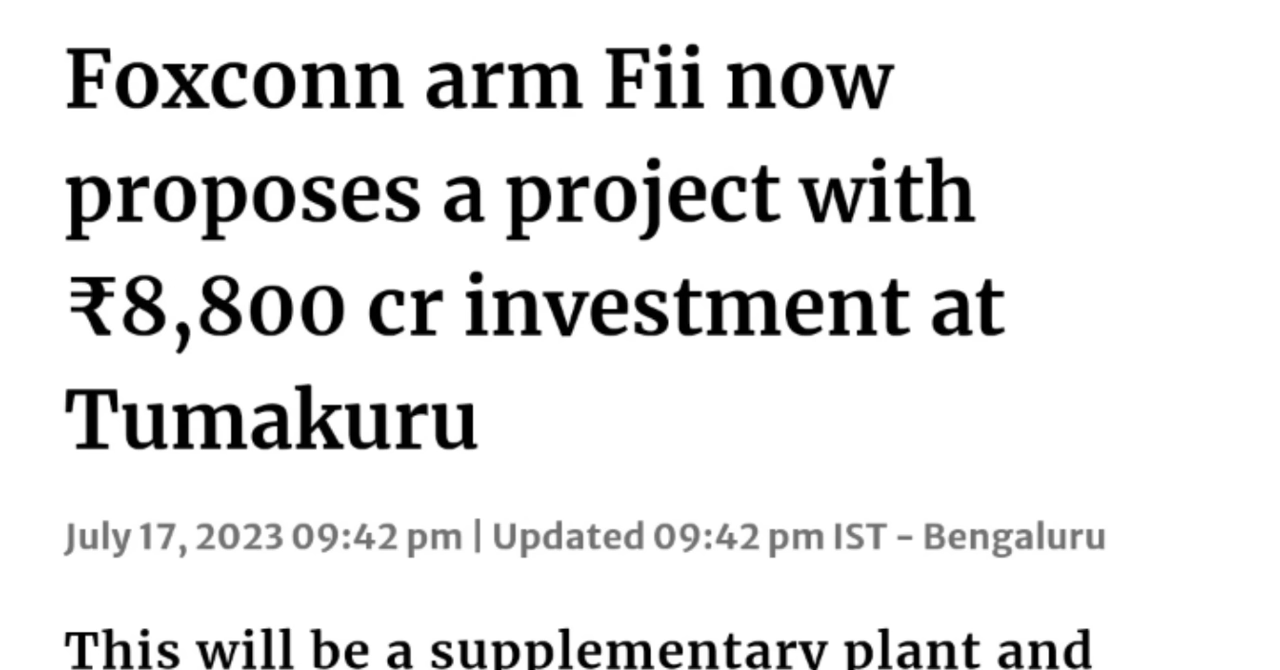 Foxconn arm Fii now
proposes a project with
₹8,800 cr investment at
Tumakuru
July 17, 2023 09:42 pm | Updated 09:42 pm IST - Bengaluru
This will be a supplementary plant and